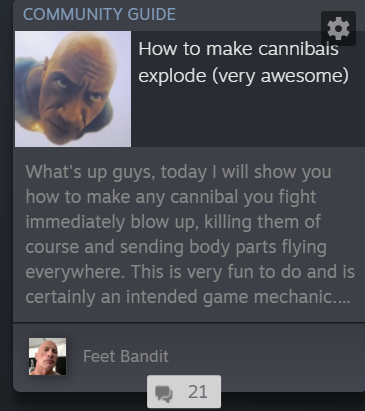 COMMUNITY GUIDE
How to make cannibals
explode (very awesome)
What's up guys, today I will show you
how to make any cannibal you fight
immediately blow up, killing them of
course and sending body parts flying
everywhere. This is very fun to do and is
certainly an intended game mechanic....
Feet Bandit
21